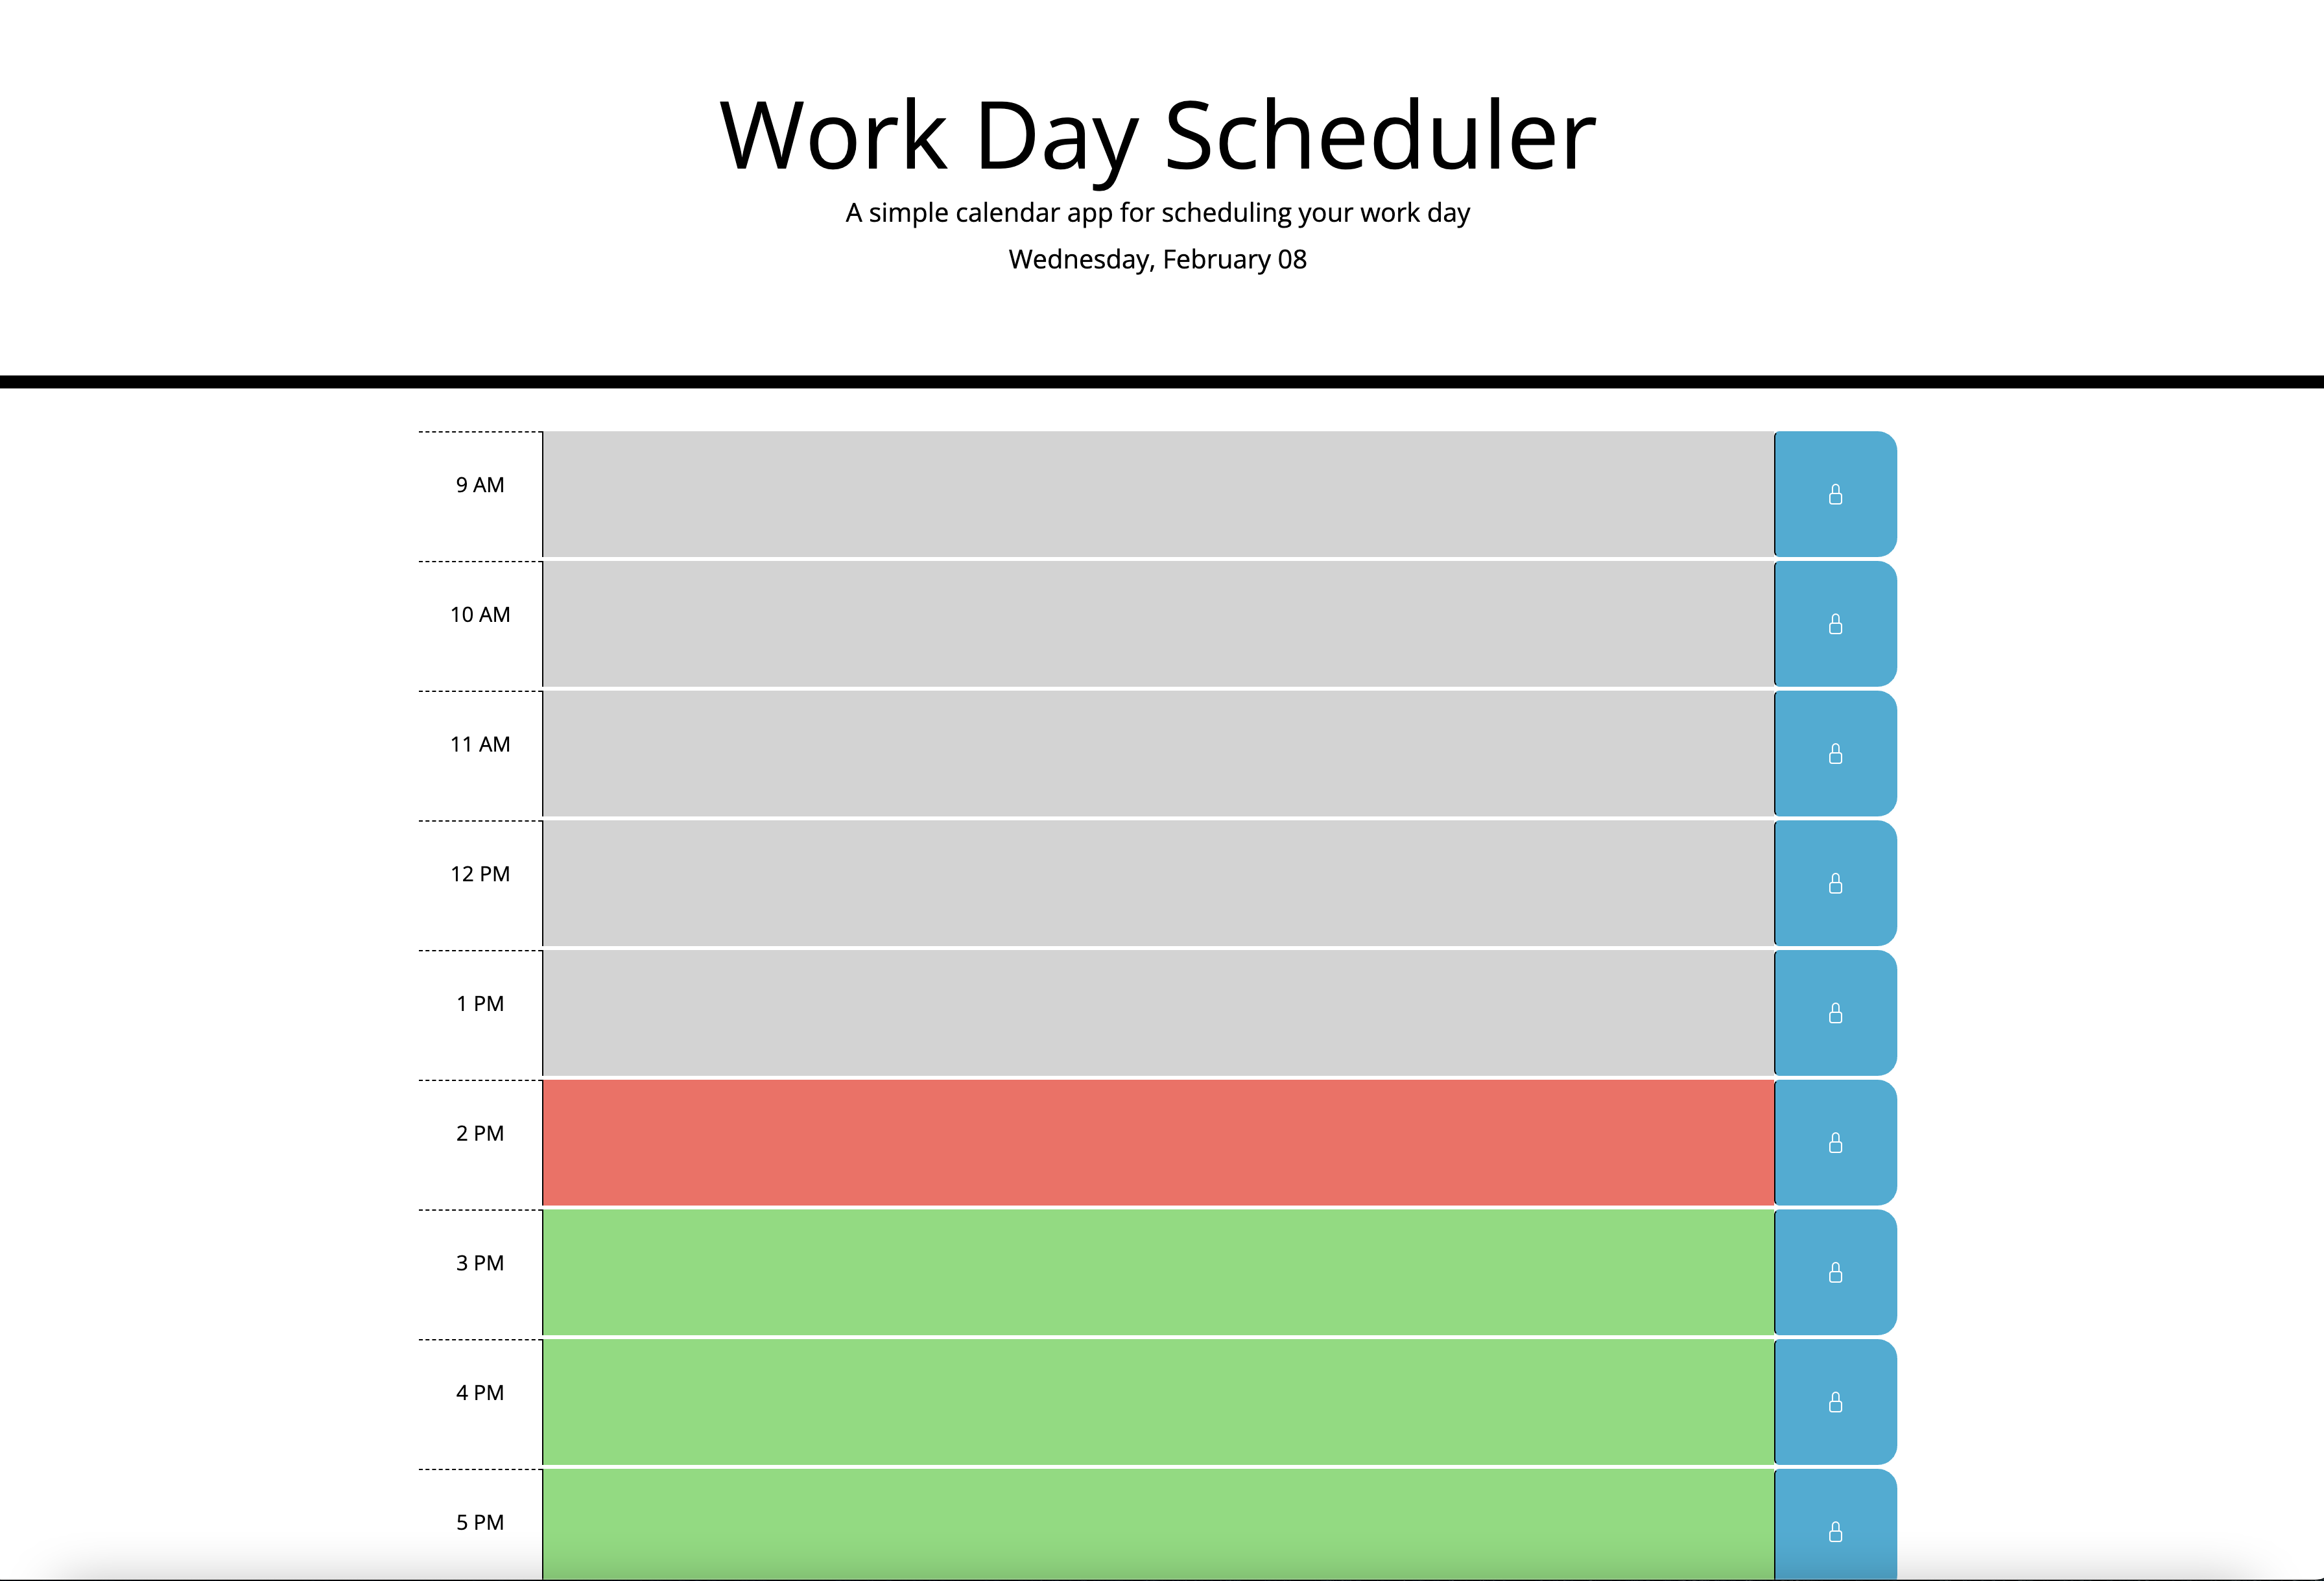 Work Day Scheduler
A simple calendar app for scheduling your work day
Wednesday, February 08
9 AM
10 AM
11 AM
12 PM
1 PM
2 PM
3 PM
4 PM
5 PM